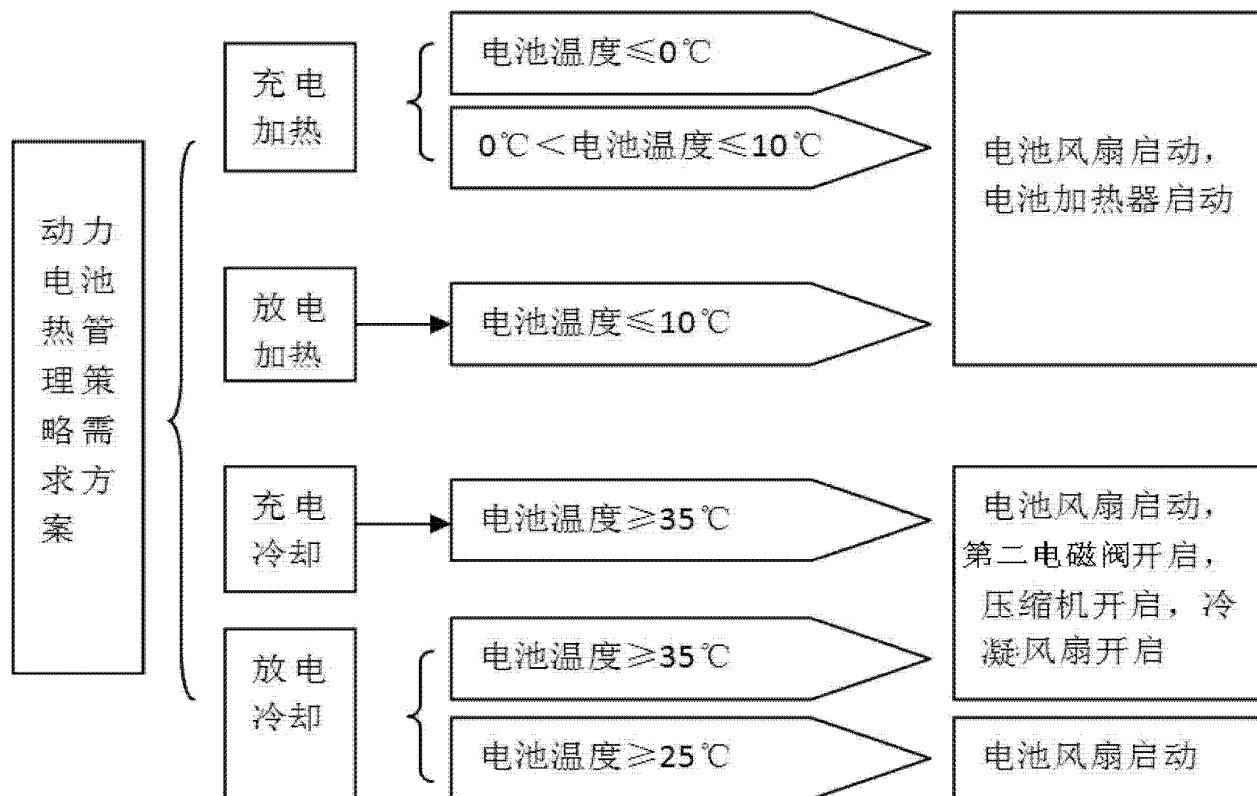 动力
电池
热管
理策
略需
求方
案
充电
加热
电池温度≤0℃
0℃＜电池温度≤10℃
放电
加热
电池温度≤10℃
电池风扇启动，
电池加热器启动
充电
冷却
电池温度≥35℃
放电
冷却
电池温度≥35℃
电池风扇启动，
第二电磁阀开启，
压缩机开启，冷
凝风扇开启
电池温度≥25℃
电池风扇启动